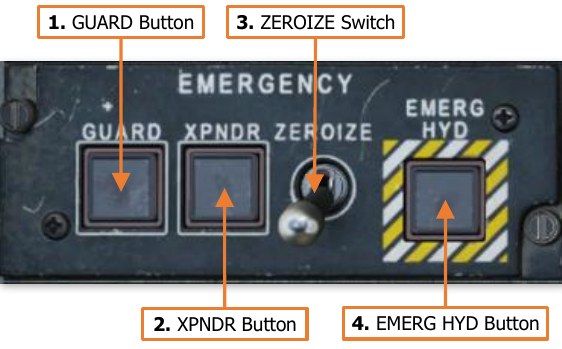 1. GUARD Button
3. ZEROIZE Switch
EMERGENCY
EMERG
HYD
GUARD XPNDR ZEROIZE
2. XPNDR Button
4. EMERG HYD Button